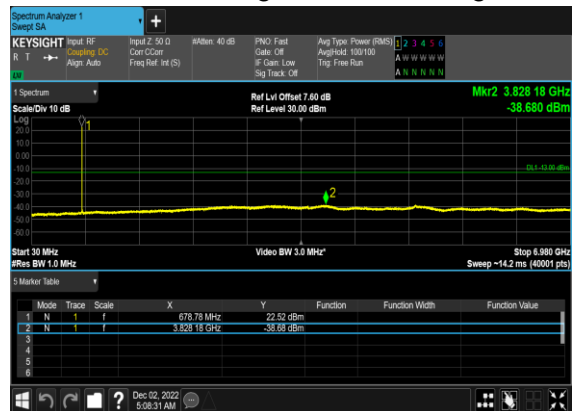 Spectrum Analyzer 1
Swept SA
+
KEYSIGHT Input: RF Input Z: 50 Ω #Atten: 40 dB PNO: Fast Avg Type: Power (RMS) 1 2 3 4 5 6
R T Coupling: DC Corr CCorr Gate: Off Avg|Hold: 100/100 A W W W W W
Align: Auto Freq Ref: Int (S) IF Gain: Low Trig: Free Run
LW Sig Track: Off A N N N N N
1 Spectrum Ref Lvl Offset 7.60 dB Mkr2 3.828 18 GHz
Scale/Div 10 dB Ref Level 30.00 dBm -38.680 dBm
Log
20.0
10.0
0.00
-10.0
-20.0
-30.0
-40.0
-50.0
-60.0
1
DL1 -13.00 dBm
2
Start 30 MHz Video BW 3.0 MHz* Stop 6.980 GHz
#Res BW 1.0 MHz Sweep ~14.2 ms (40001 pts)
5 Marker Table
Mode Trace Scale X Y Function Function Width Function Value
1 N 1 f 678.78 MHz 22.52 dBm
2 N 1 f 3.828 18 GHz -38.68 dBm
3
4
5
6
? Dec 02, 2022
5:08:31 AM